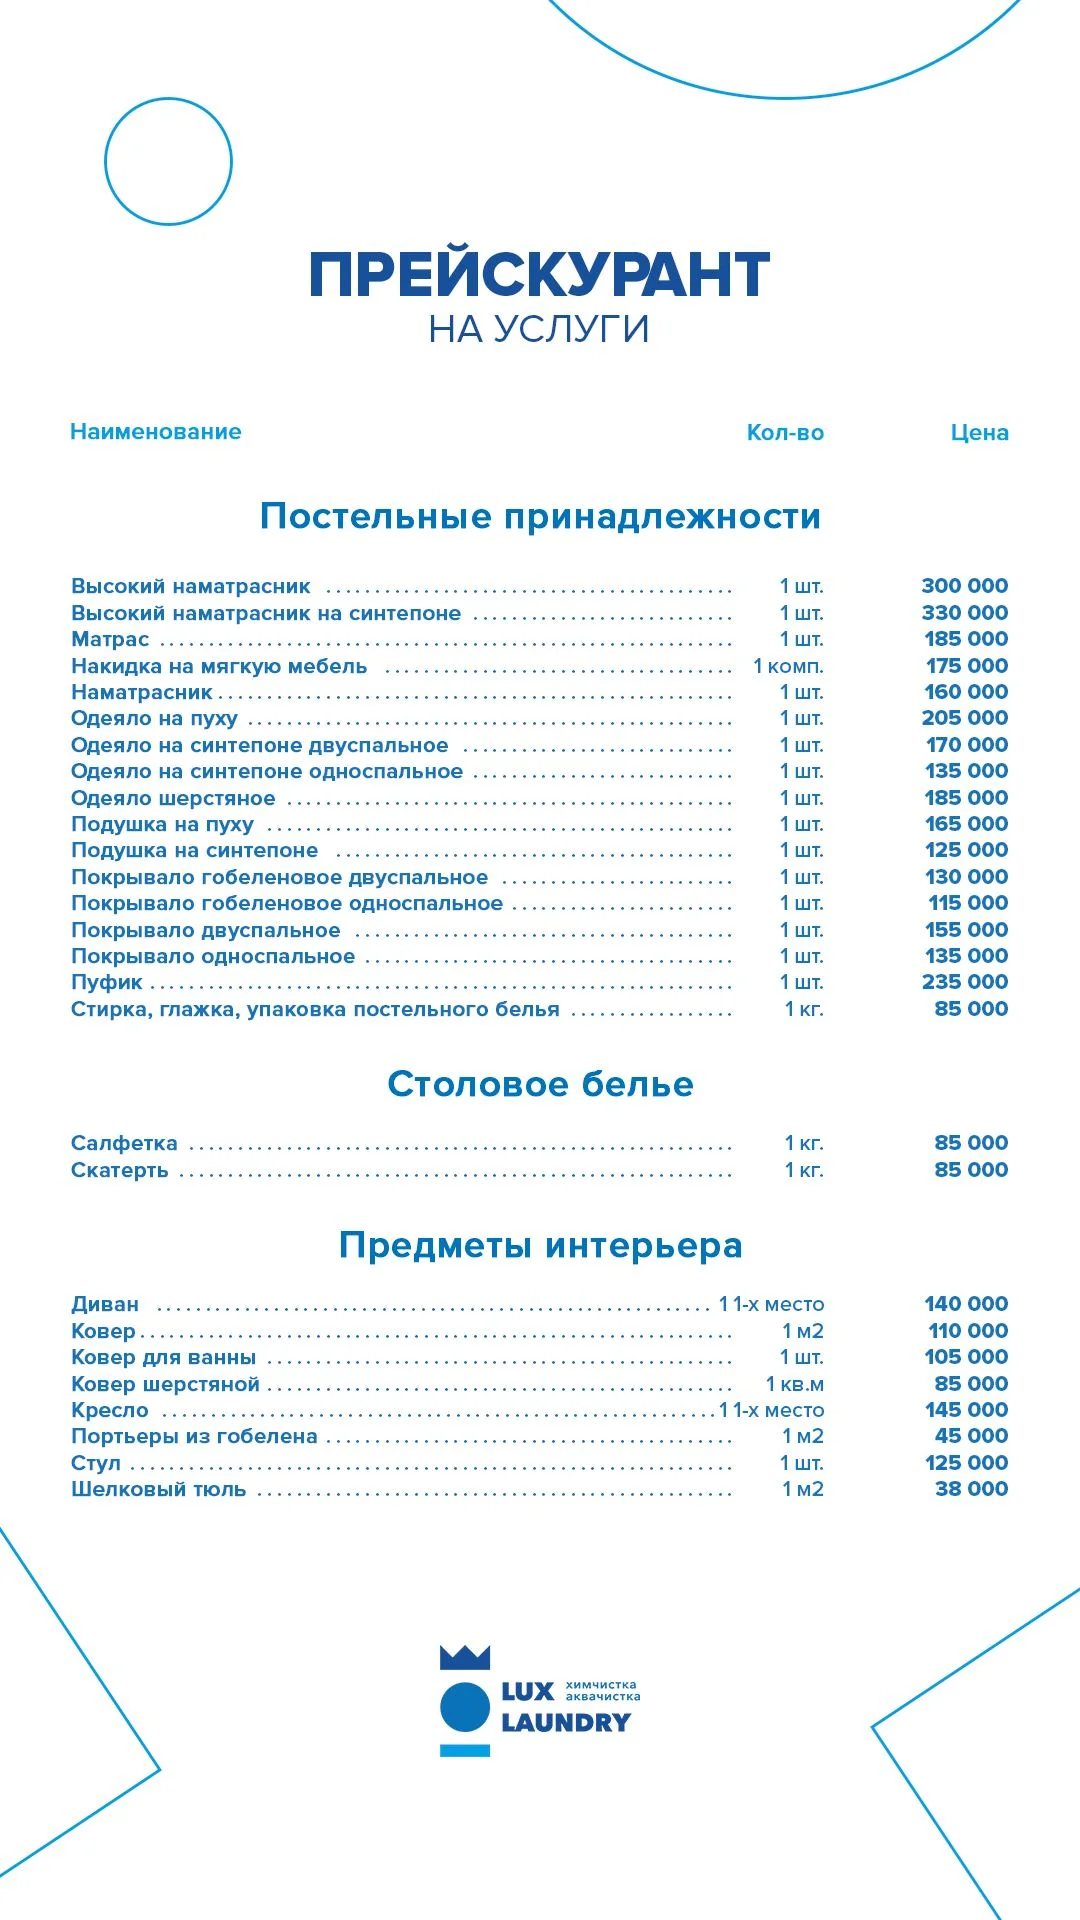 ПРЕЙСКУРАНТ
НА УСЛУГИ
Наименование Кол-во Цена
Постельные принадлежности
Высокий наматрасник 1 шт. 300 000
Высокий наматрасник на синтепоне 1 шт. 330 000
Матрас 1 шт. 185 000
Накидка на мягкую мебель 1 комп. 175 000
Наматрасник 1 шт. 160 000
Одеяло на пуху 1 шт. 205 000
Одеяло на синтепоне двуспальное 1 шт. 170 000
Одеяло на синтепоне односпальное 1 шт. 135 000
Одеяло шерстяное 1 шт. 185 000
Подушка на пуху 1 шт. 165 000
Подушка на синтепоне 1 шт. 125 000
Покрывало гобеленовое двуспальное 1 шт. 130 000
Покрывало гобеленовое односпальное 1 шт. 115 000
Покрывало двуспальное 1 шт. 155 000
Покрывало односпальное 1 шт. 135 000
Пуфик 1 шт. 235 000
Стирка, глажка, упаковка постельного белья 1 кг. 85 000
Столовое белье
Салфетка 1 кг. 85 000
Скатерть 1 кг. 85 000
Предметы интерьера
Диван 1 1-х место 140 000
Ковер 1 м2 110 000
Ковер для ванны 1 шт. 105 000
Ковер шерстяной 1 кв.м 85 000
Кресло 1 1-х место 145 000
Портьеры из гобелена 1 м2 45 000
Стул 1 шт. 125 000
Шелковый тюль 1 м2 38 000
LUX химчистка
аквачистка
LAUNDRY